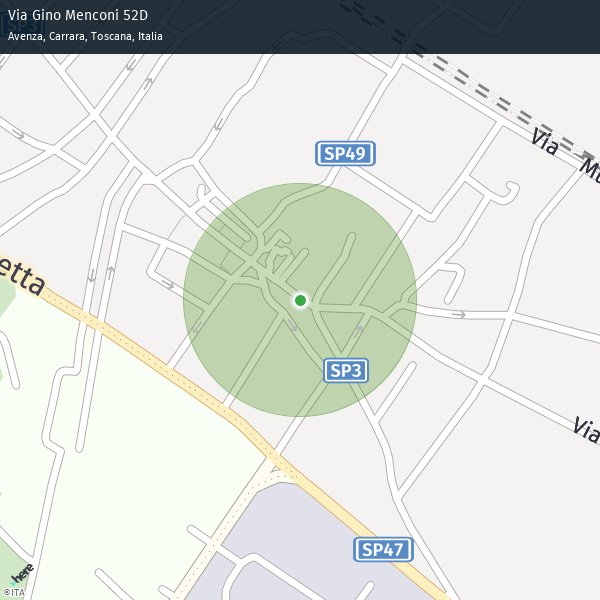 Via Gino Menconi 52D
Avenza, Carrara, Toscana, Italia
SP49
Via
Mu
etta
SP3
Via
SP47
here
©ITA